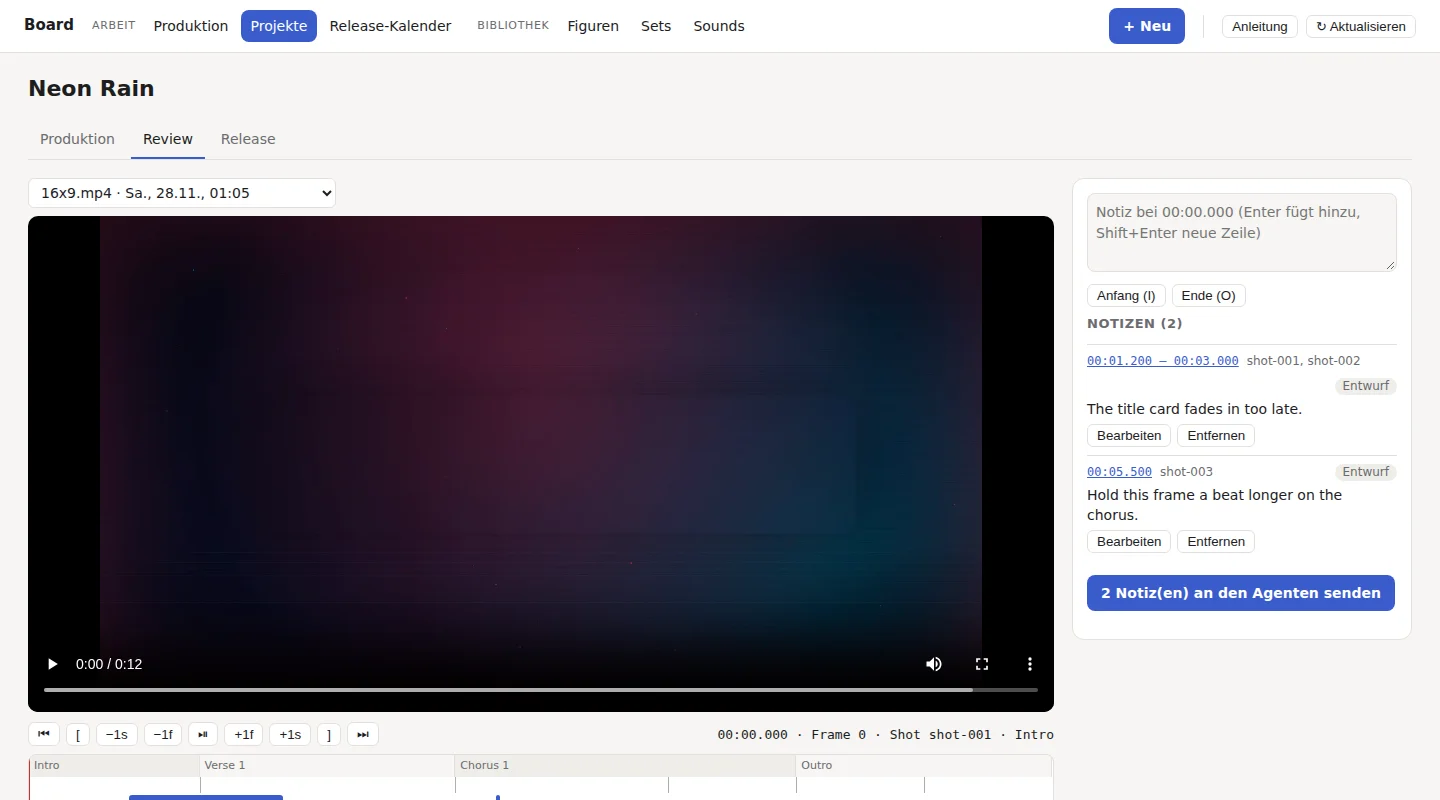 Board ARBEIT Produktion Projekte Release-Kalender BIBLIOTHEK Figuren Sets Sounds + Neu Anleitung ↻ Aktualisieren
Neon Rain
Produktion Review Release
16x9.mp4 · Sa., 28.11., 01:05
0:00 / 0:12
[ −1s −1f +1f +1s ]
00:00.000 · Frame 0 · Shot shot-001 · Intro
Intro Verse 1 Chorus 1 Outro
Notiz bei 00:00.000 (Enter fügt hinzu,
Shift+Enter neue Zeile)
Anfang (I) Ende (O)
NOTIZEN (2)
00:01.200 – 00:03.000 shot-001, shot-002
Entwurf
The title card fades in too late.
Bearbeiten Entfernen
00:05.500 shot-003 Entwurf
Hold this frame a beat longer on the
chorus.
Bearbeiten Entfernen
2 Notiz(en) an den Agenten senden